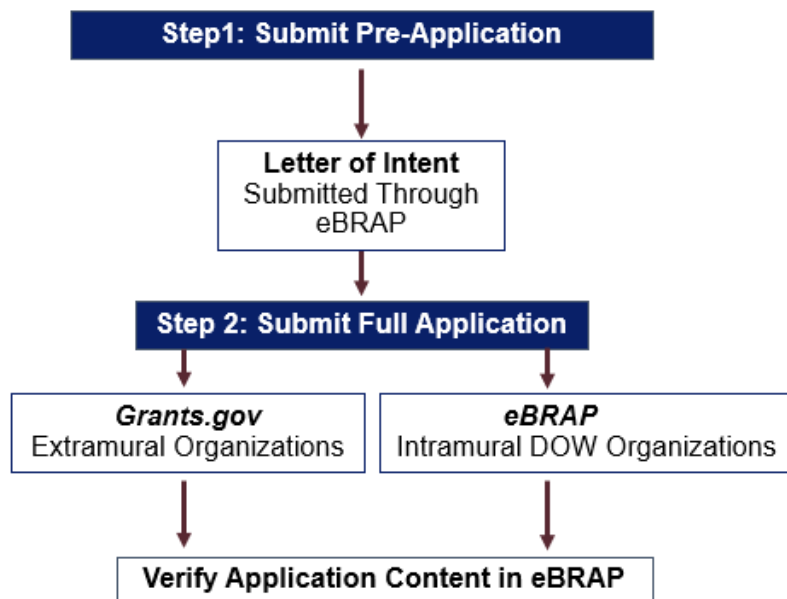 Step1: Submit Pre-Application
Letter of Intent
Submitted Through
eBRAP
Step 2: Submit Full Application
Grants.gov
Extramural Organizations
eBRAP
Intramural DOW Organizations
Verify Application Content in eBRAP